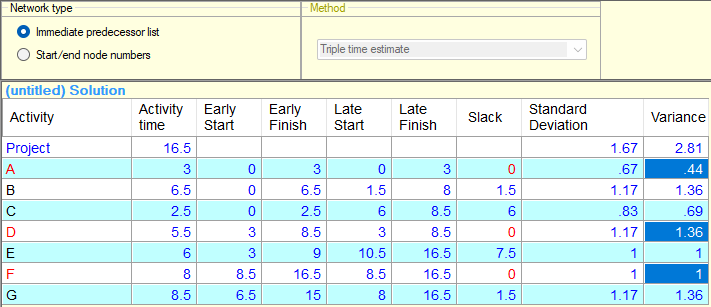 Network type
Method
Immediate predecessor list
Start/end node numbers
Triple time estimate
(untitled) Solution
Activity Activity time Early Start Early Finish Late Start Late Finish Slack Standard Deviation Variance
Project 16.5 1.67 2.81
A 3 0 3 0 3 0 .67 .44
B 6.5 0 6.5 1.5 8 1.5 1.17 1.36
C 2.5 0 2.5 6 8.5 6 .83 .69
D 5.5 3 8.5 3 8.5 0 1.17 1.36
E 6 3 9 10.5 16.5 7.5 1 1
F 8 8.5 16.5 8.5 16.5 0 1 1
G 8.5 6.5 15 8 16.5 1.5 1.17 1.36